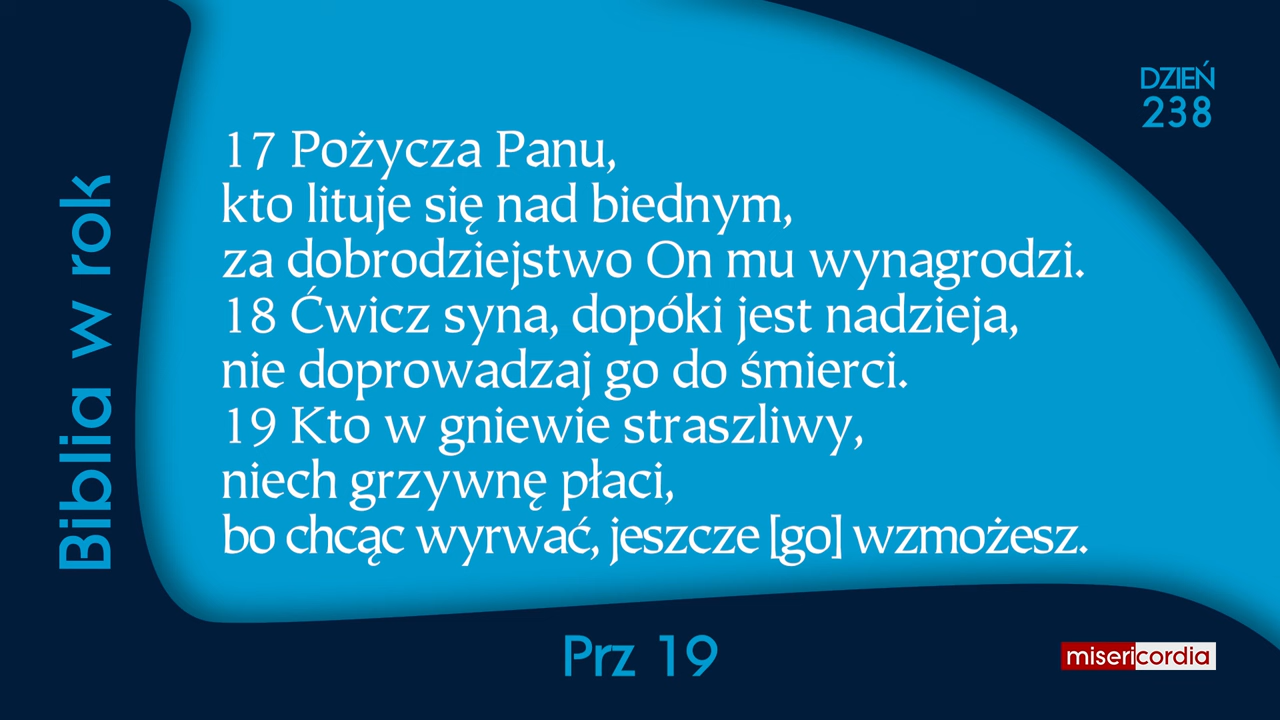 DZIEŃ
238
Biblia w rok
17 Pożycza Panu,
kto lituje się nad biednym,
za dobrodziejstwo On mu wynagrodzi.
18 Ćwicz syna, dopóki jest nadzieja,
nie doprowadzaj go do śmierci.
19 Kto w gniewie straszliwy,
niech grzywnę płaci,
bo chcąc wyrwać, jeszcze [go] wzmożesz.
Prz 19
misericordia